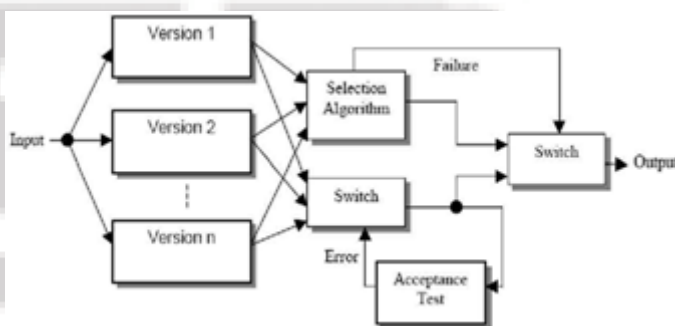 Version 1
Failure
Selection
Algorithm
Version 2
Input
Switch
Output
Switch
Version n
Error
Acceptance
Test